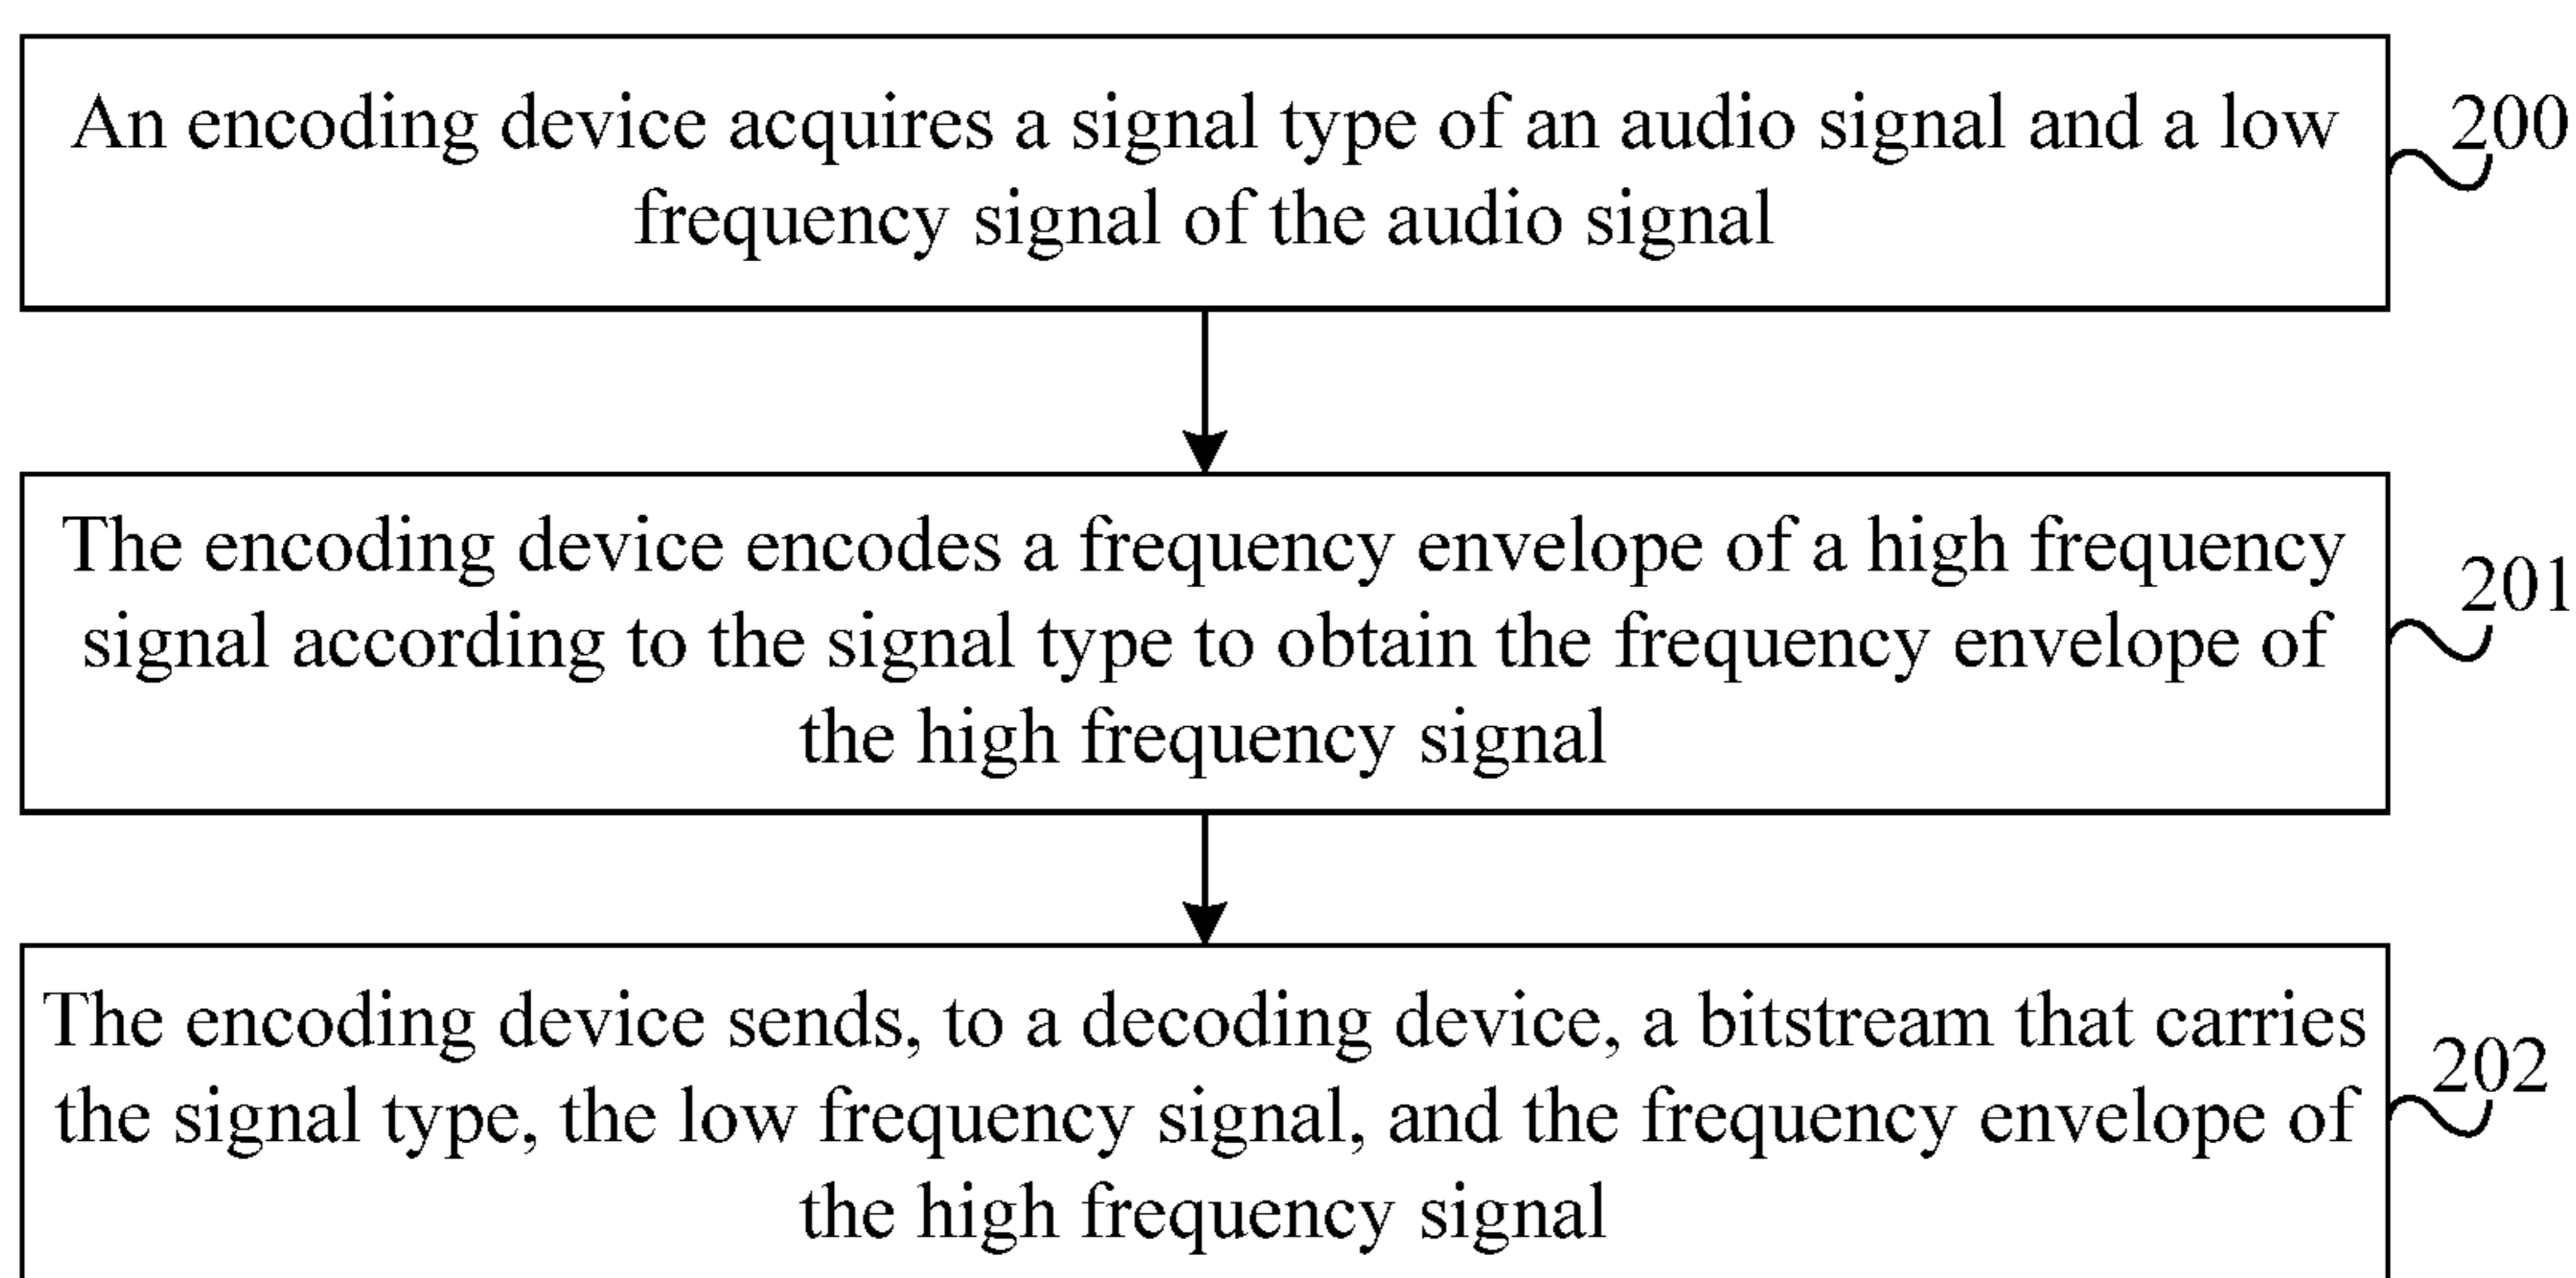 An encoding device acquires a signal type of an audio signal and a low
frequency signal of the audio signal
200
The encoding device encodes a frequency envelope of a high frequency
signal according to the signal type to obtain the frequency envelope of
the high frequency signal
201
The encoding device sends, to a decoding device, a bitstream that carries
the signal type, the low frequency signal, and the frequency envelope of
the high frequency signal
202